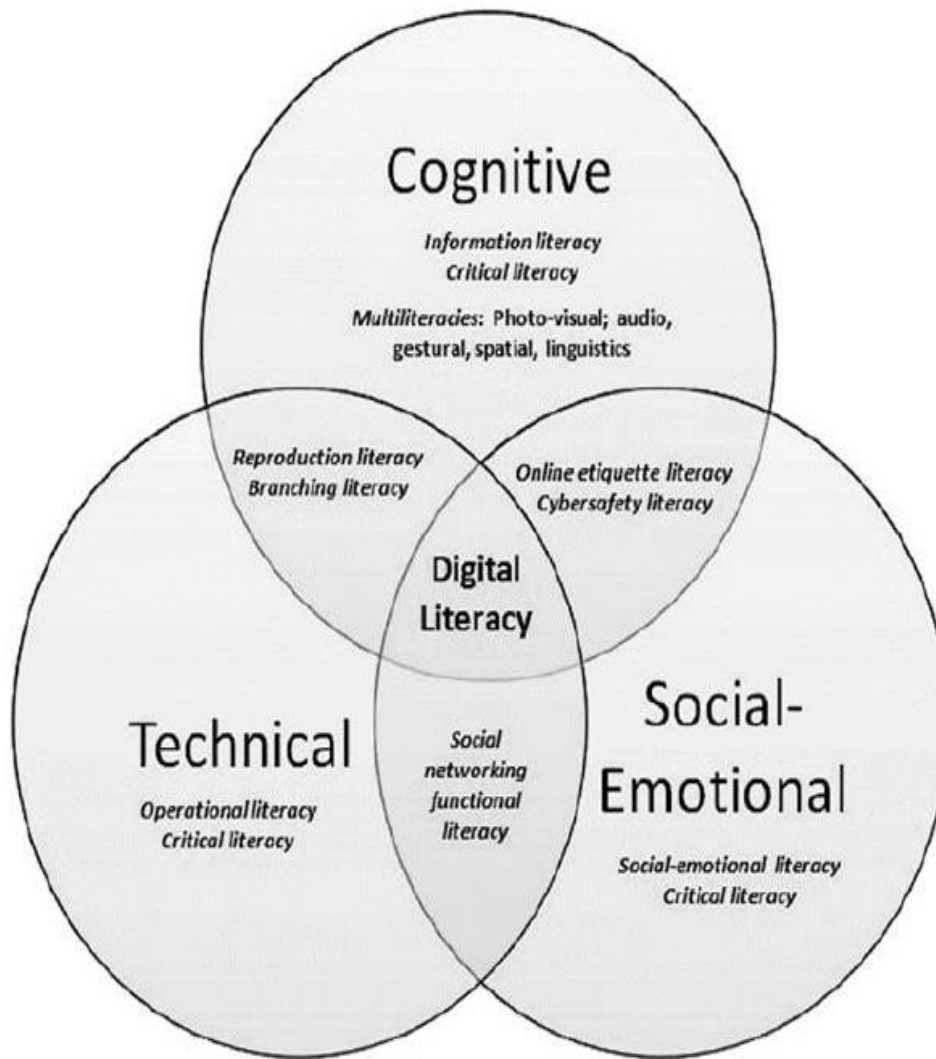 Cognitive
Information literacy
Critical literacy
Multiliteracies: Photo-visual; audio,
gestural, spatial, linguistics
Reproduction literacy
Branching literacy
Online etiquette literacy
Cybersafety literacy
Digital
Literacy
Technical
Operational literacy
Critical literacy
Social
networking
functional
literacy
Social-
Emotional
Social-emotional literacy
Critical literacy